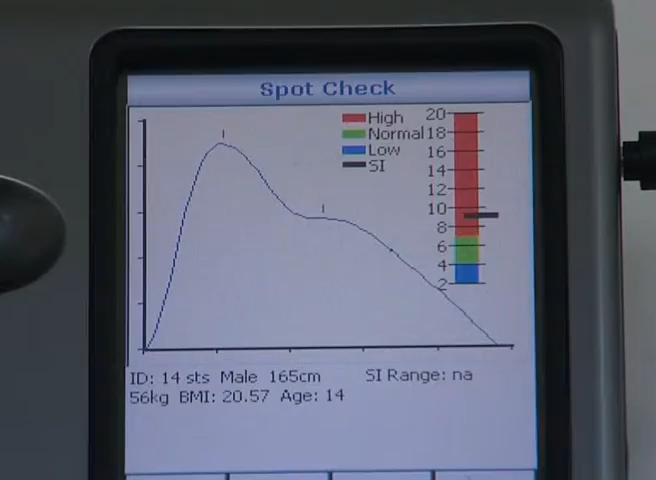 Spot Check
High
Normal
Low
SI
20
18
16
14
12
10
8
6
4
2
ID: 14 sts Male 165cm SI Range: na
56kg BMI: 20.57 Age: 14